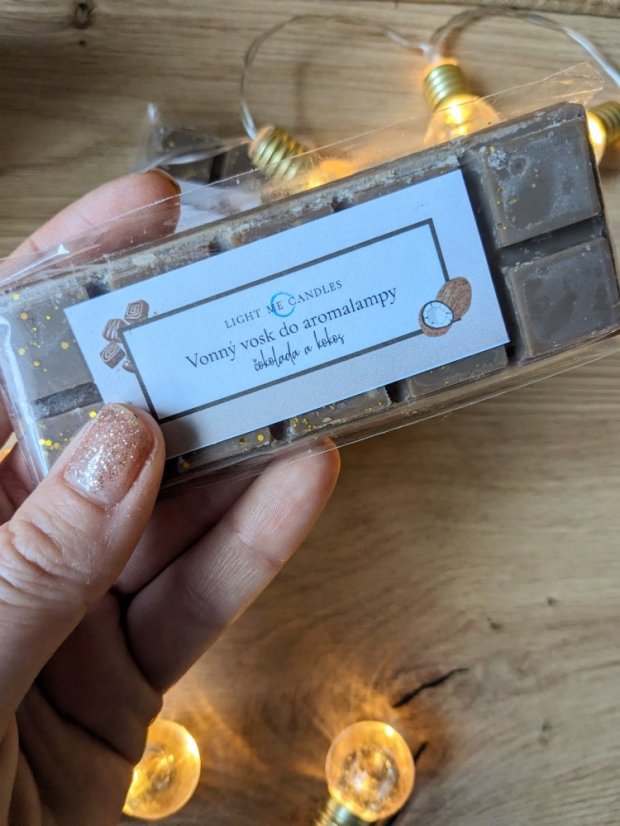 LIGHT ME CANDLES
Vonný vosk do aromalampy
čokoláda a kokos